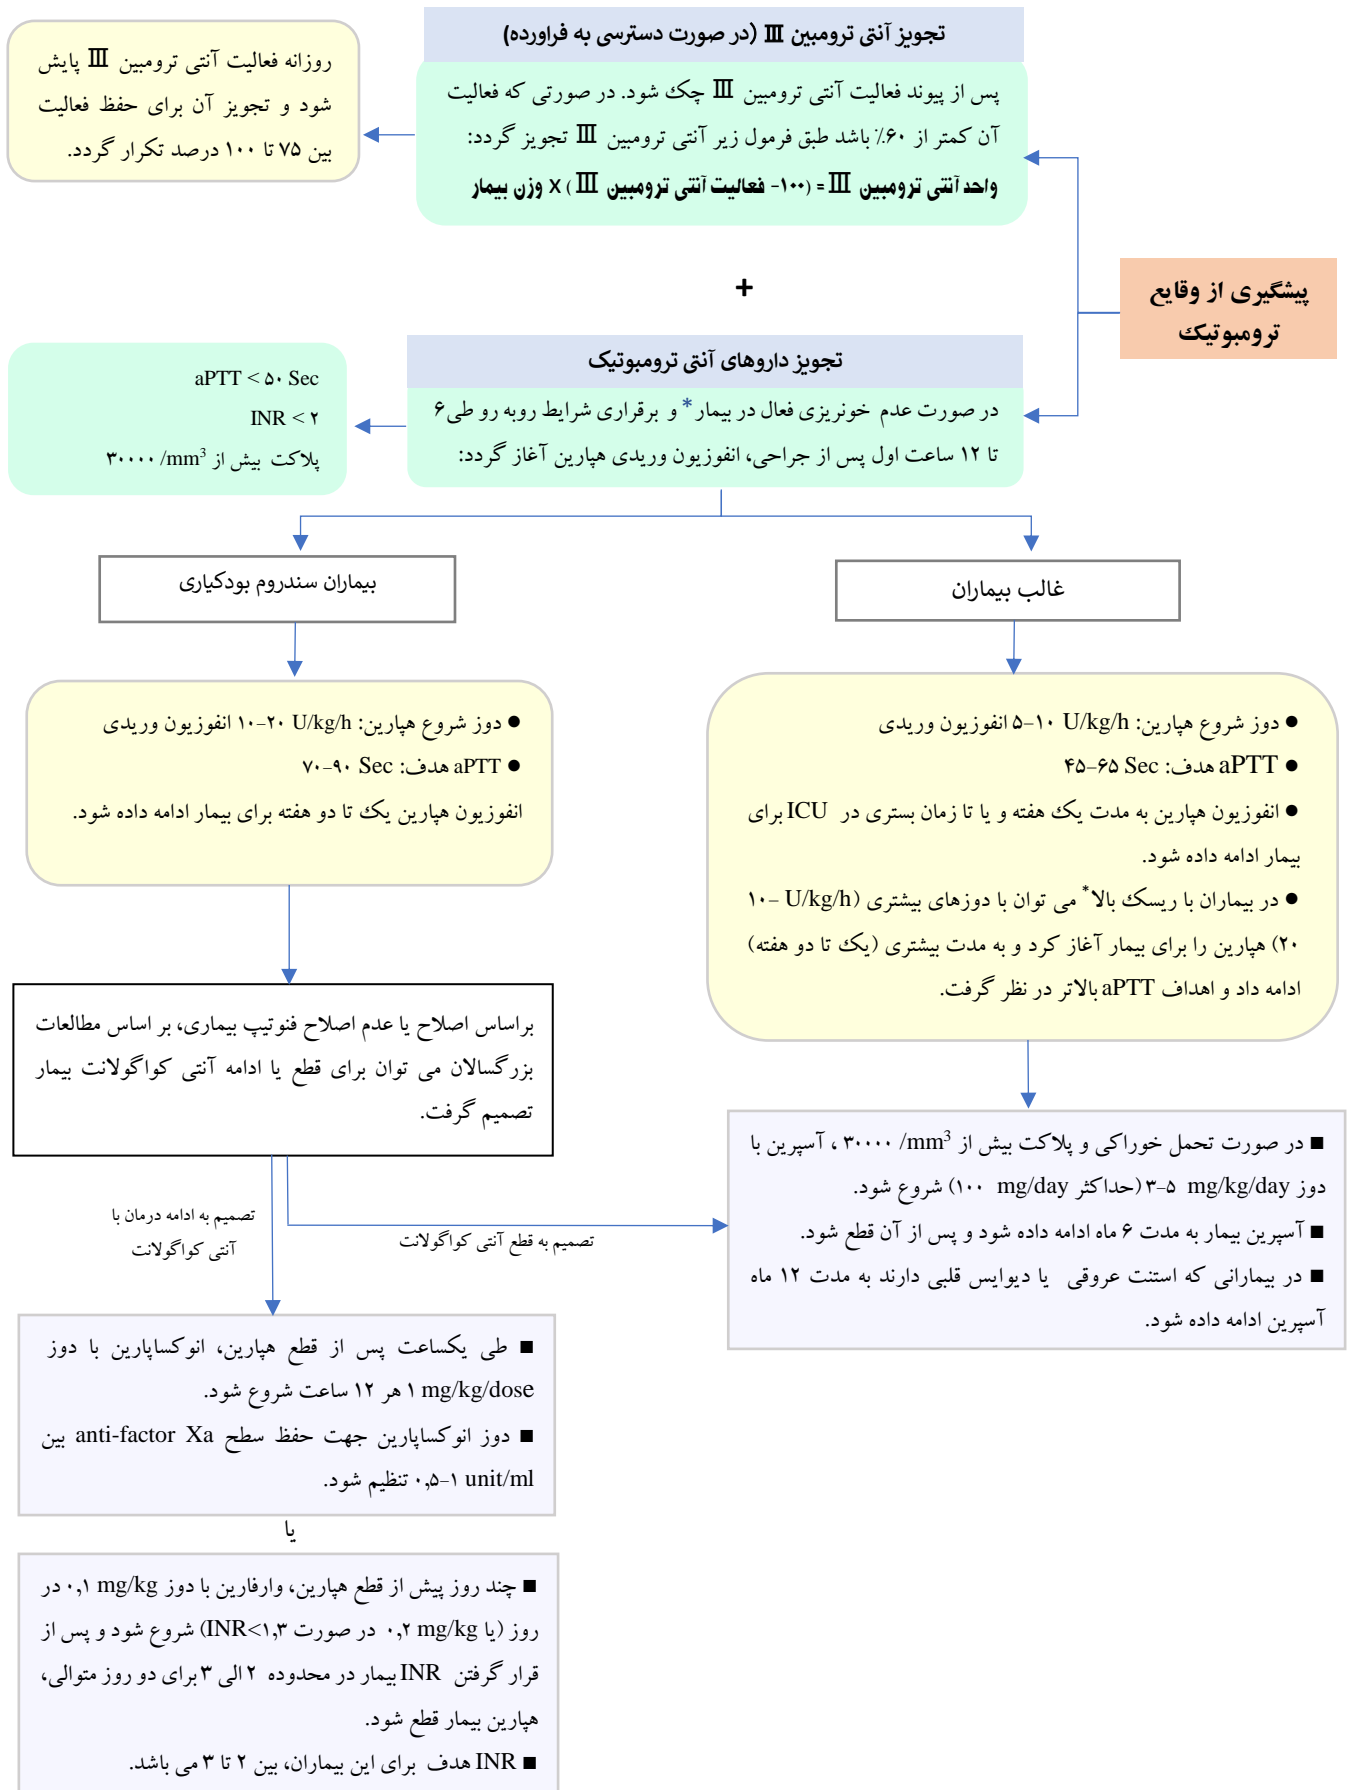 تجویز آنتی ترومبین III (در صورت دسترسی به فراورده)
پس از پیوند فعالیت آنتی ترومبین III چک شود. در صورتی که فعالیت
آن کمتر از ۶۰٪ باشد طبق فرمول زیر آنتی ترومبین III تجویز گردد:
واحد آنتی ترومبین III = (۱۰۰- فعالیت آنتی ترومبین III) x وزن بیمار
روزانه فعالیت آنتی ترومبین III پایش
شود و تجویز آن برای حفظ فعالیت
بین ۷۵ تا ۱۰۰ درصد تکرار گردد.
+
پیشگیری از وقایع
ترومبوتیک
تجویز داروهای آنتی ترومبوتیک
در صورت عدم خونریزی فعال در بیمار* و برقراری شرایط روبه رو طی۶
تا ۱۲ ساعت اول پس از جراحی، انفوزیون وریدی هپارین آغاز گردد:
aPTT < ۵۰ Sec
INR < ۲
پلاکت بیش از ۳۰۰۰۰ /mm³
غالب بیماران
● دوز شروع هپارین: ۵-۱۰ U/kg/h انفوزیون وریدی
● aPTT هدف: ۴۵-۶۵ Sec
● انفوزیون هپارین به مدت یک هفته و یا تا زمان بستری در ICU برای
بیمار ادامه داده شود.
● در بیماران با ریسک بالا* می توان با دوزهای بیشتری (۱۰- U/kg/h
۲۰) هپارین را برای بیمار آغاز کرد و به مدت بیشتری (یک تا دو هفته)
ادامه داد و اهداف aPTT بالاتر در نظر گرفت.
■ در صورت تحمل خوراکی و پلاکت بیش از ۳۰۰۰۰ /mm³ ، آسپرین با
دوز ۳-۵ mg/kg/day (حداکثر ۱۰۰ mg/day) شروع شود.
■ آسپرین بیمار به مدت ۶ ماه ادامه داده شود و پس از آن قطع شود.
■ در بیمارانی که استنت عروقی یا دیوایس قلبی دارند به مدت ۱۲ ماه
آسپرین ادامه داده شود.
بیماران سندروم بودکیاری
● دوز شروع هپارین: ۱۰-۲۰ U/kg/h انفوزیون وریدی
● aPTT هدف: ۷۰-۹۰ Sec
انفوزیون هپارین یک تا دو هفته برای بیمار ادامه داده شود.
براساس اصلاح یا عدم اصلاح فنوتیپ بیماری، بر اساس مطالعات
بزرگسالان می توان برای قطع یا ادامه آنتی کواگولانت بیمار
تصمیم گرفت.
تصمیم به قطع آنتی کواگولانت
تصمیم به ادامه درمان با
آنتی کواگولانت
■ طی یکساعت پس از قطع هپارین، انوکساپارین با دوز
۱ mg/kg/dose هر ۱۲ ساعت شروع شود.
■ دوز انوکساپارین جهت حفظ سطح anti-factor Xa بین
۰,۵-۱ unit/ml تنظیم شود.
یا
■ چند روز پیش از قطع هپارین، وارفارین با دوز ۰,۱ mg/kg در
روز (یا ۰,۲ mg/kg در صورت INR<۱,۳) شروع شود و پس از
قرار گرفتن INR بیمار در محدوده ۲ الی ۳ برای دو روز متوالی،
هپارین بیمار قطع شود.
■ INR هدف برای این بیماران، بین ۲ تا ۳ می باشد.